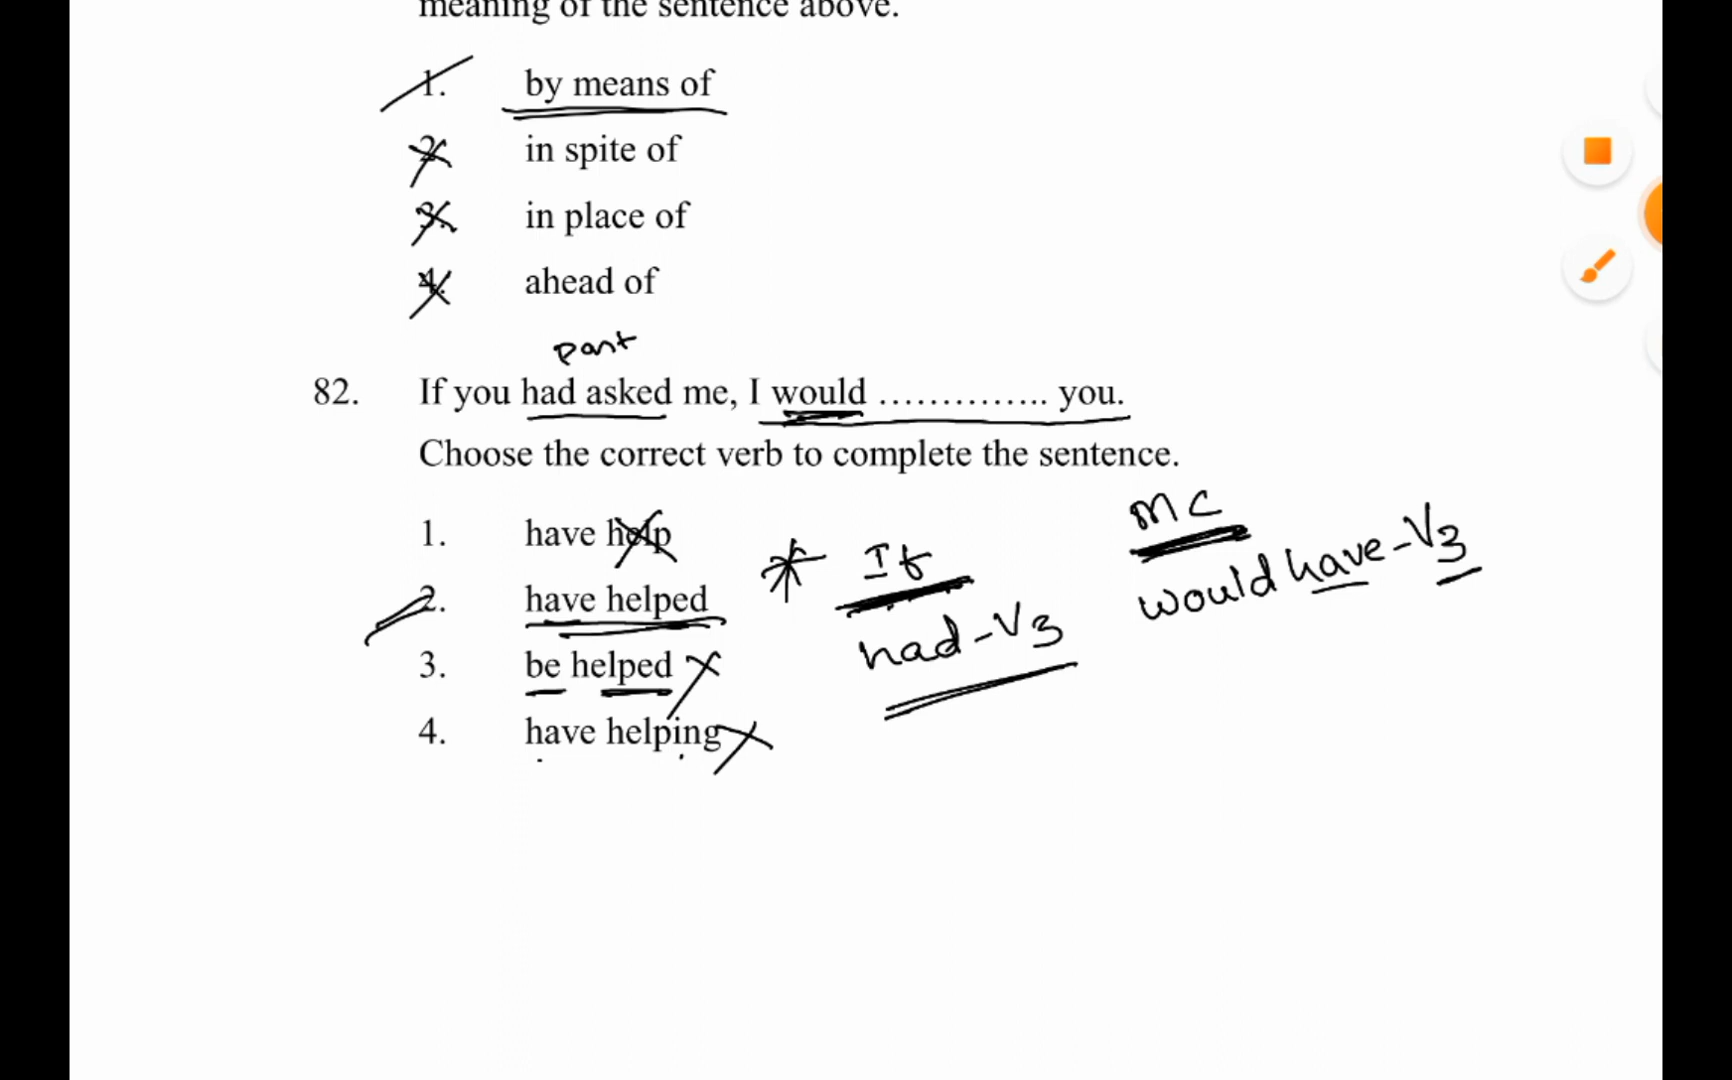 meaning of the sentence above.
1. by means of
2. in spite of
3. in place of
4. ahead of
past
82. If you had asked me, I would .............. you.
Choose the correct verb to complete the sentence.
1. have help
2. have helped
3. be helped
4. have helping
If
had - V3
MC
would have - V3